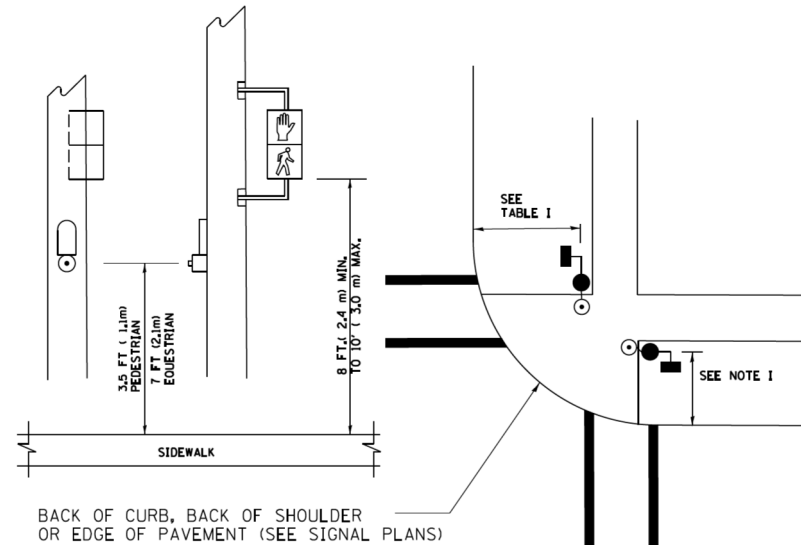 SEE
TABLE I
3.5 FT ( 1.1m)
PEDESTRIAN
7 FT (2.1m)
EQUESTRIAN
8 FT.( 2.4 m) MIN.
TO 10' ( 3.0 m) MAX.
SEE NOTE I
SIDEWALK
BACK OF CURB, BACK OF SHOULDER
OR EDGE OF PAVEMENT (SEE SIGNAL PLANS)